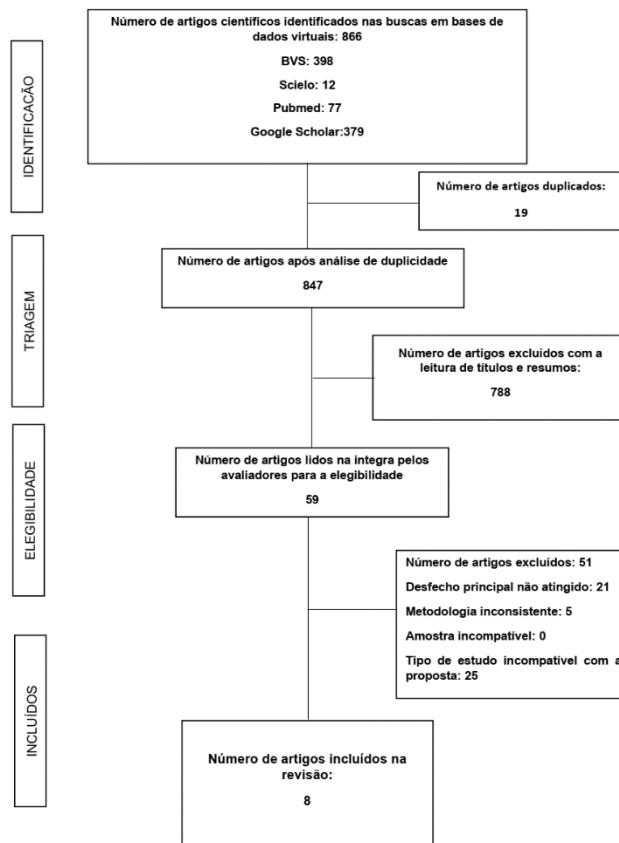 Número de artigos científicos identificados nas buscas em bases de
dados virtuais: 866
BVS: 398
Scielo: 12
Pubmed: 77
Google Scholar:379
IDENTIFICAÇÃO
Número de artigos duplicados:
19
Número de artigos após análise de duplicidade
847
TRIAGEM
Número de artigos excluídos com a
leitura de títulos e resumos:
788
Número de artigos lidos na integra pelos
avaliadores para a elegibilidade
59
ELEGIBILIDADE
Número de artigos excluídos: 51
Desfecho principal não atingido: 21
Metodologia inconsistente: 5
Amostra incompatível: 0
Tipo de estudo incompatível com a
proposta: 25
INCLUÍDOS
Número de artigos incluídos na
revisão:
8